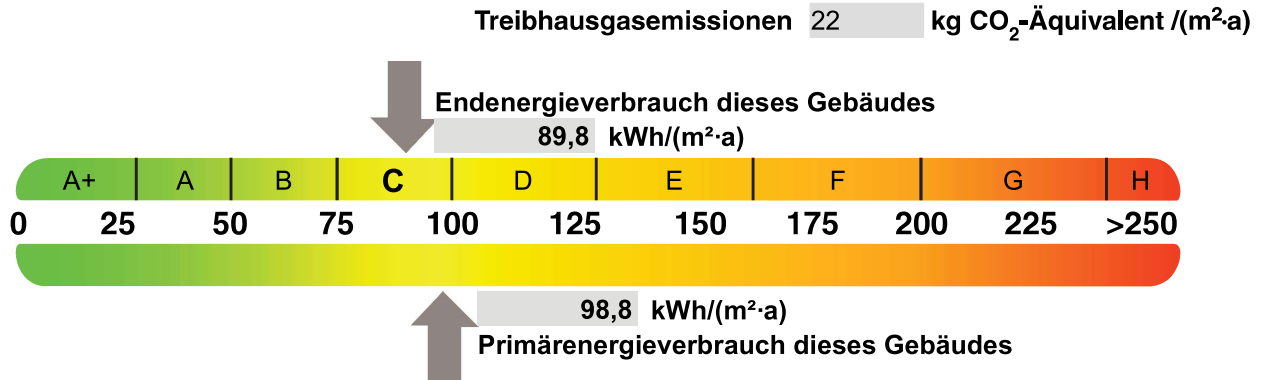 Treibhausgasemissionen 22 kg CO₂-Äquivalent /(m²·a)
Endenergieverbrauch dieses Gebäudes
89,8 kWh/(m²·a)
A+ A B C D E F G H
0 25 50 75 100 125 150 175 200 225 >250
98,8 kWh/(m²·a)
Primärenergieverbrauch dieses Gebäudes